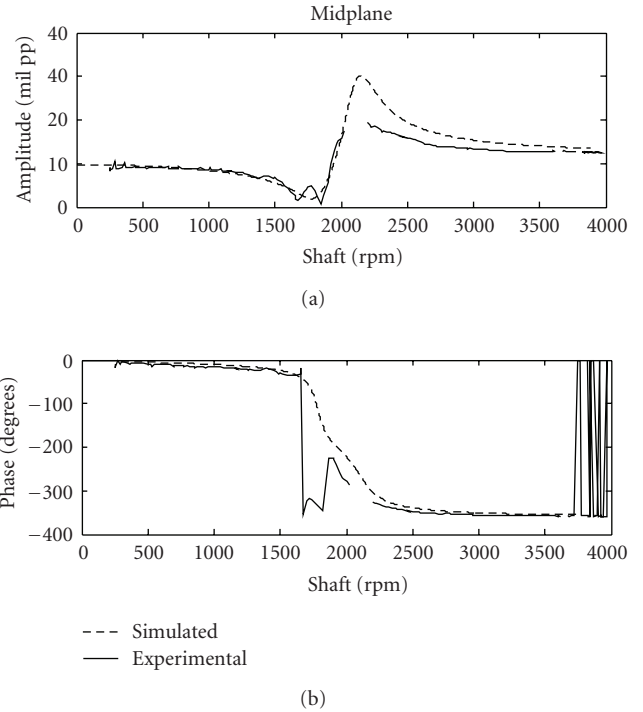 Midplane
Amplitude (mil pp)
40
40
20
10
0
0 500 1000 1500 2000 2500 3000 3500 4000
Shaft (rpm)
(a)
Phase (degrees)
0
−100
−200
−300
−400
0 500 1000 1500 2000 2500 3000 3500 4000
Shaft (rpm)
Simulated
Experimental
(b)